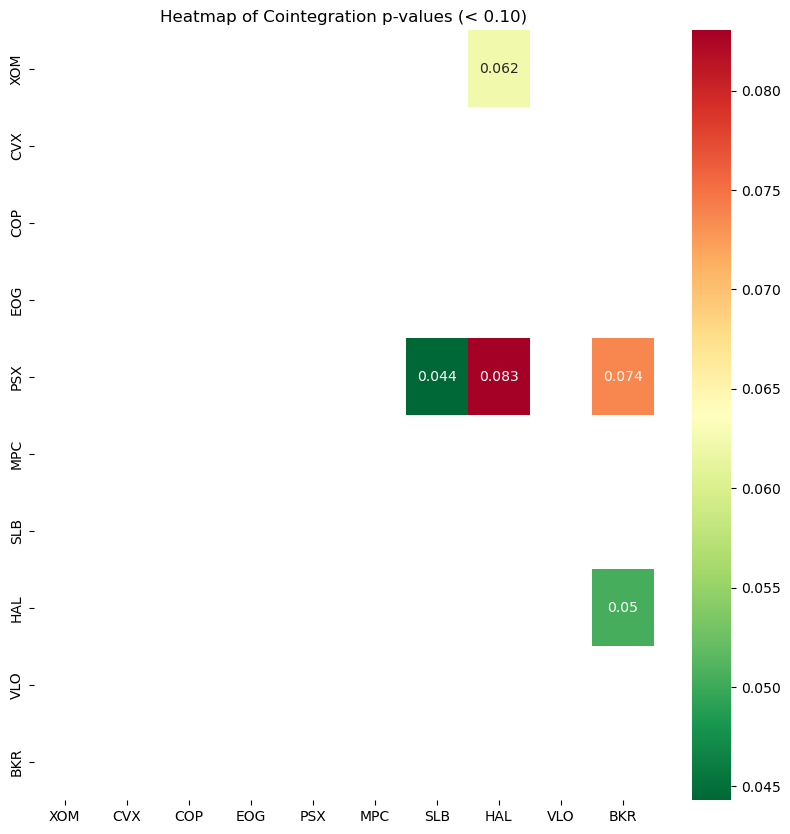 Heatmap of Cointegration p-values (< 0.10)
XOM
CVX
COP
EOG
PSX
MPC
SLB
HAL
VLO
BKR
0.062
0.044 0.083 0.074
0.05
0.080
0.075
0.070
0.065
0.060
0.055
0.050
0.045
XOM CVX COP EOG PSX MPC SLB HAL VLO BKR